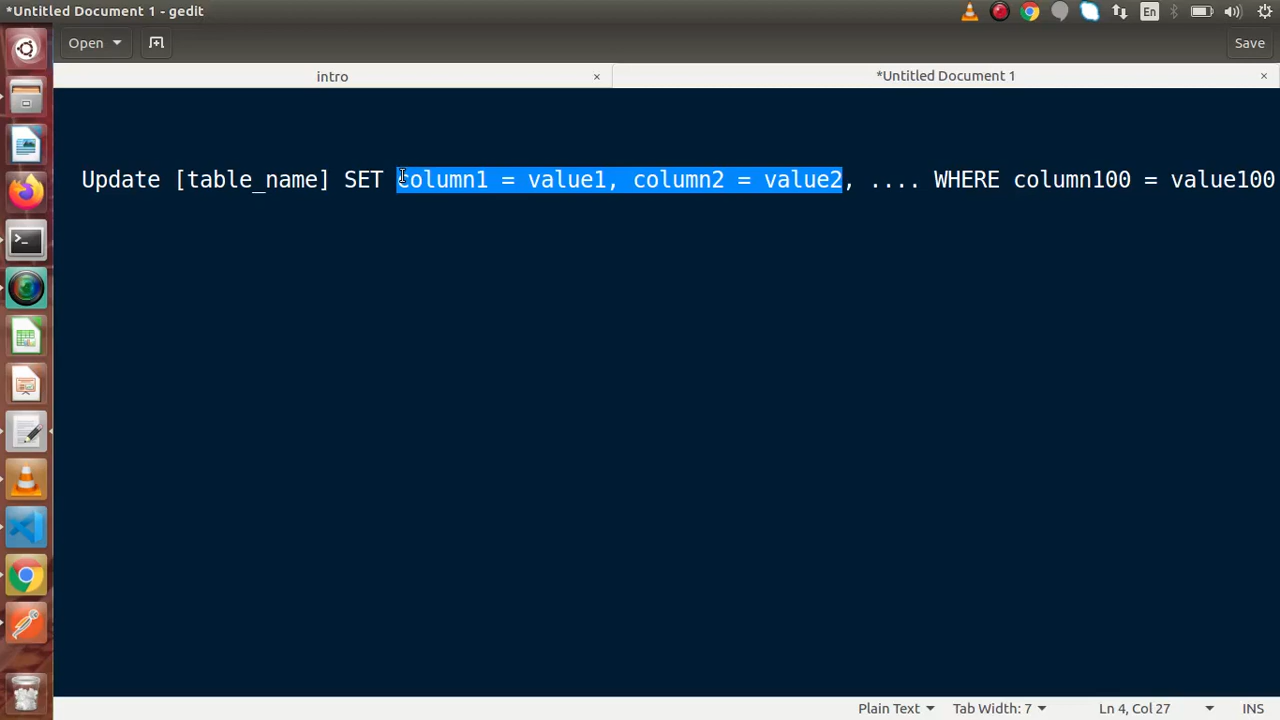 *Untitled Document 1 - gedit
En
Open
Save
intro
*Untitled Document 1
Update [table_name] SET column1 = value1, column2 = value2, .... WHERE column100 = value100
Plain Text
Tab Width: 7
Ln 4, Col 27
INS